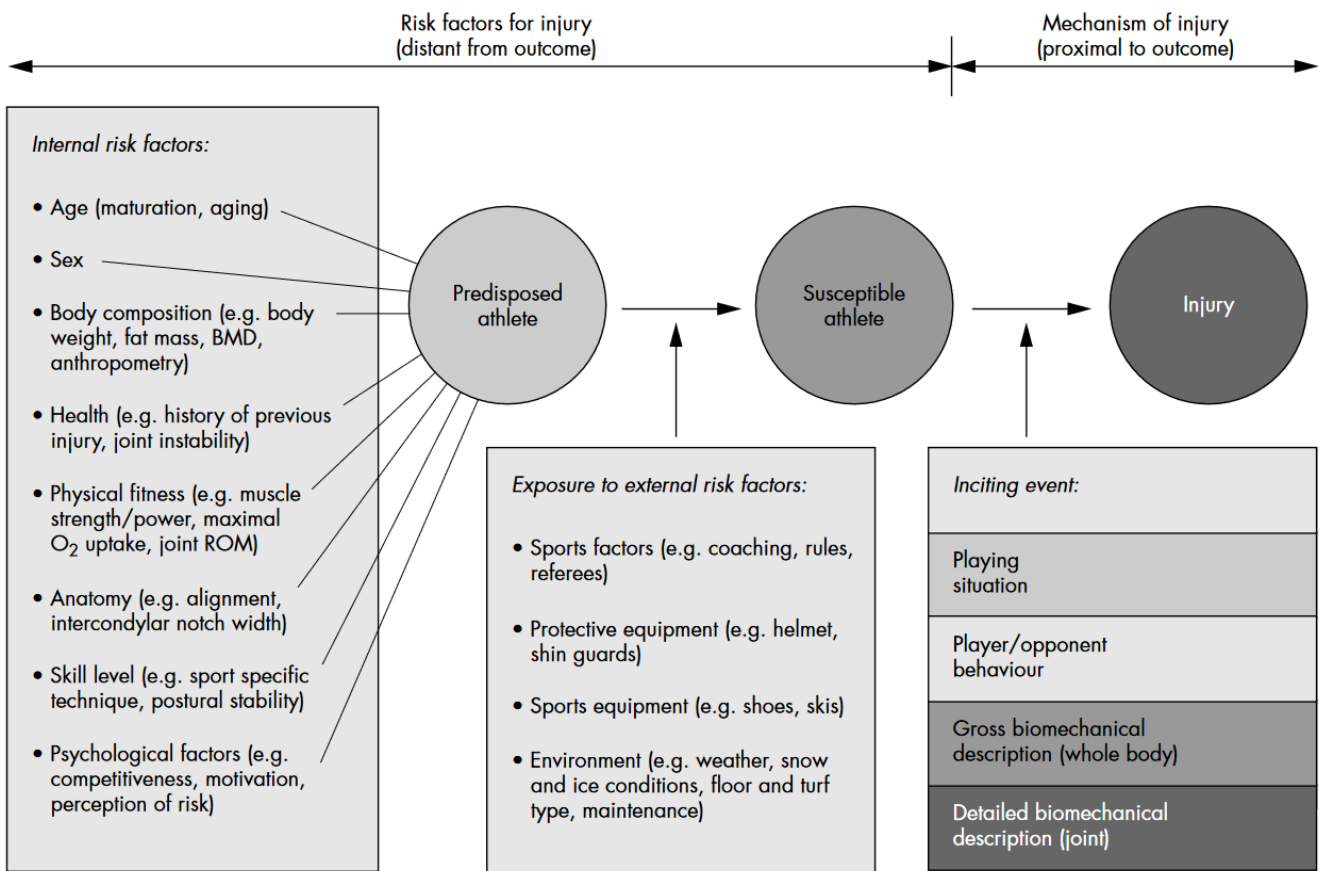 Risk factors for injury
(distant from outcome)
Mechanism of injury
(proximal to outcome)
Internal risk factors:
• Age (maturation, aging)
• Sex
• Body composition (e.g. body
weight, fat mass, BMD,
anthropometry)
• Health (e.g. history of previous
injury, joint instability)
• Physical fitness (e.g. muscle
strength/power, maximal
O₂ uptake, joint ROM)
• Anatomy (e.g. alignment,
intercondylar notch width)
• Skill level (e.g. sport specific
technique, postural stability)
• Psychological factors (e.g.
competitiveness, motivation,
perception of risk)
Predisposed
athlete
Susceptible
athlete
Injury
Exposure to external risk factors:
• Sports factors (e.g. coaching, rules,
referees)
• Protective equipment (e.g. helmet,
shin guards)
• Sports equipment (e.g. shoes, skis)
• Environment (e.g. weather, snow
and ice conditions, floor and turf
type, maintenance)
Inciting event:
Playing
situation
Player/opponent
behaviour
Gross biomechanical
description (whole body)
Detailed biomechanical
description (joint)